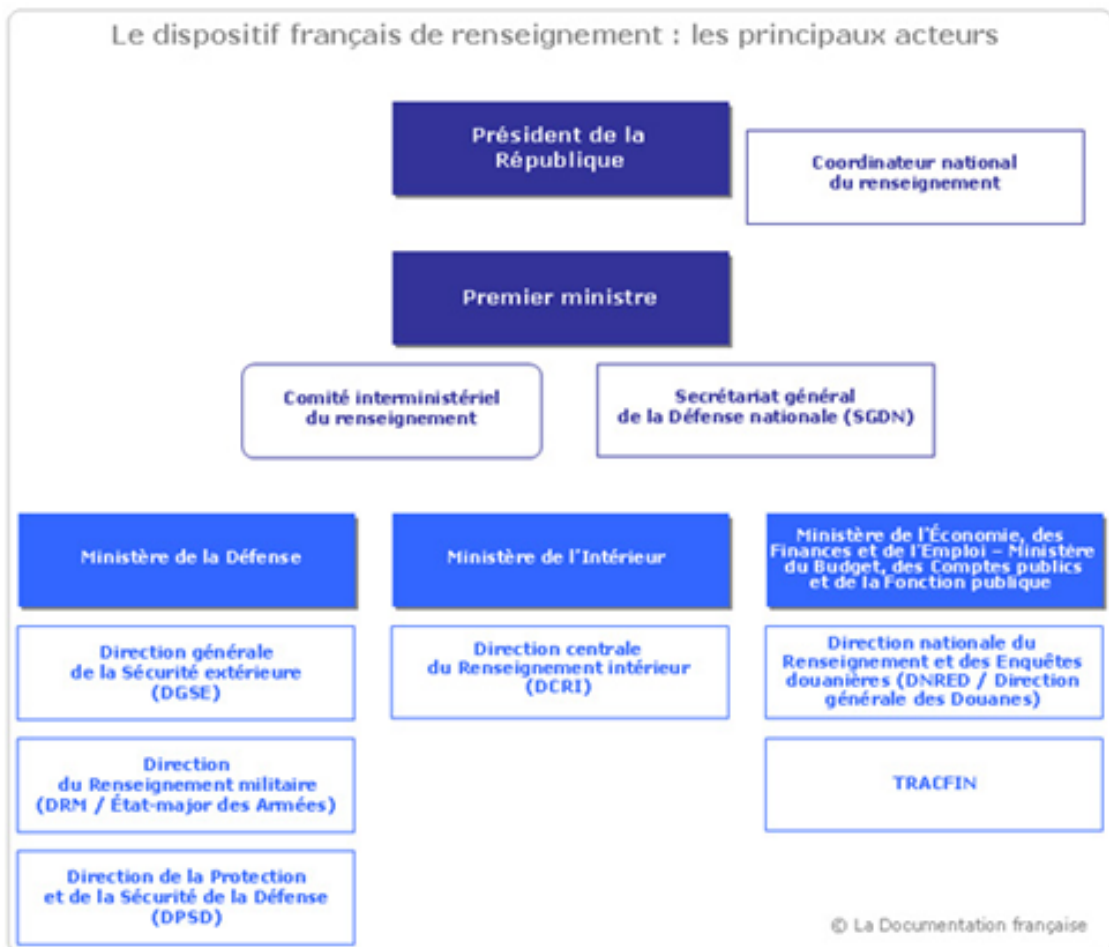 Le dispositif français de renseignement : les principaux acteurs
Président de la
République
Coordinateur national
du renseignement
Premier ministre
Comité interministériel
du renseignement
Secrétariat général
de la Défense nationale (SGDN)
Ministère de la Défense
Ministère de l'Intérieur
Ministère de l'Économie, des
Finances et de l'Emploi – Ministère
du Budget, des Comptes publics
et de la Fonction publique
Direction générale
de la Sécurité extérieure
(DGSE)
Direction centrale
du Renseignement intérieur
(DCRI)
Direction nationale du
Renseignement et des Enquêtes
douanières (DNRED / Direction
générale des Douanes)
Direction
du Renseignement militaire
(DRM / État-major des Armées)
TRACFIN
Direction de la Protection
et de la Sécurité de la Défense
(DPSD)
© La Documentation française